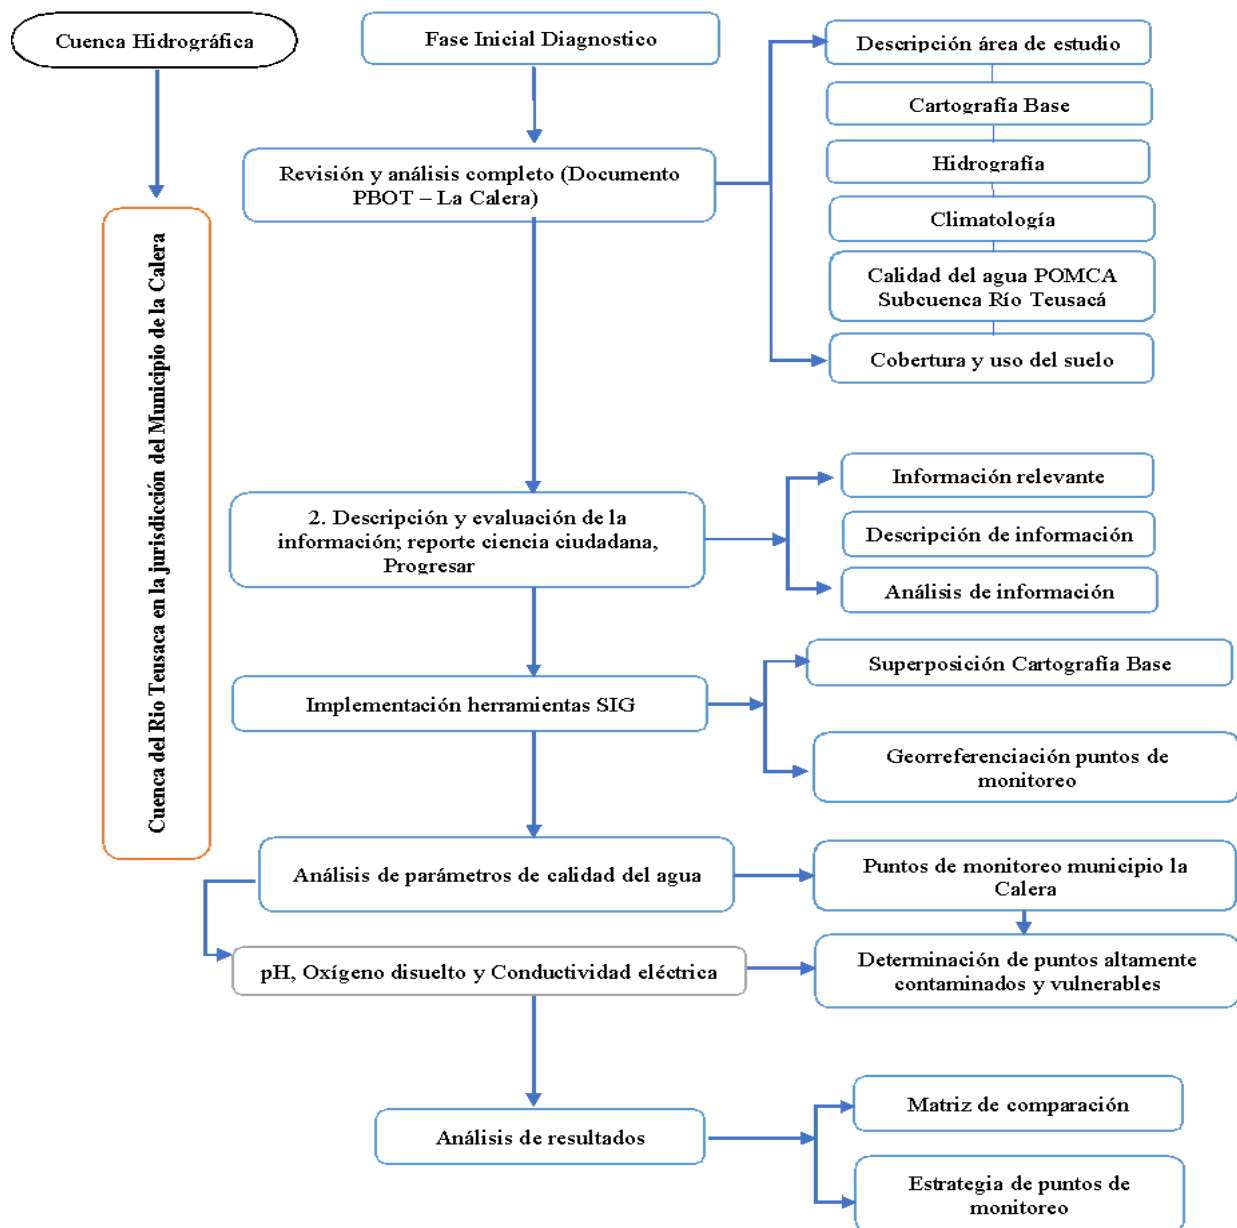 Cuenca Hidrográfica
Cuenca del Rio Teusaca en la jurisdicción del Municipio de la Calera
Fase Inicial Diagnostico
Revisión y análisis completo (Documento
PBOT – La Calera)
Descripción área de estudio
Cartografía Base
Hidrografía
Climatología
Calidad del agua POMCA
Subcuenca Río Teusacá
Cobertura y uso del suelo
2. Descripción y evaluación de la
información; reporte ciencia ciudadana,
Progresar
Información relevante
Descripción de información
Análisis de información
Implementación herramientas SIG
Superposición Cartografía Base
Georreferenciación puntos de
monitoreo
Análisis de parámetros de calidad del agua
Puntos de monitoreo municipio la
Calera
pH, Oxígeno disuelto y Conductividad eléctrica
Determinación de puntos altamente
contaminados y vulnerables
Análisis de resultados
Matriz de comparación
Estrategia de puntos de
monitoreo